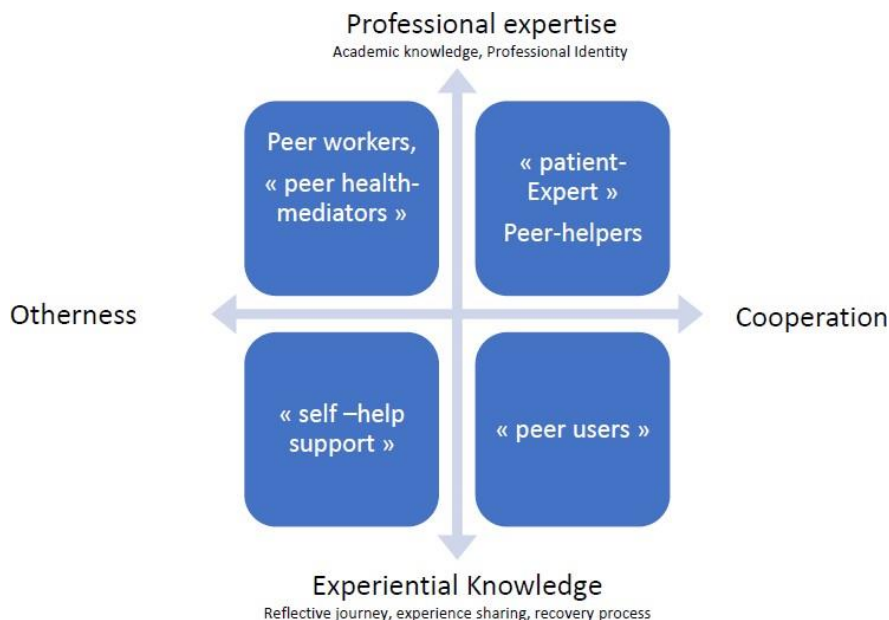 Professional expertise
Academic knowledge, Professional Identity
Peer workers,
« peer health-
mediators »
« patient-
Expert »
Peer-helpers
Otherness
Cooperation
« self –help
support »
« peer users »
Experiential Knowledge
Reflective journey, experience sharing, recovery process